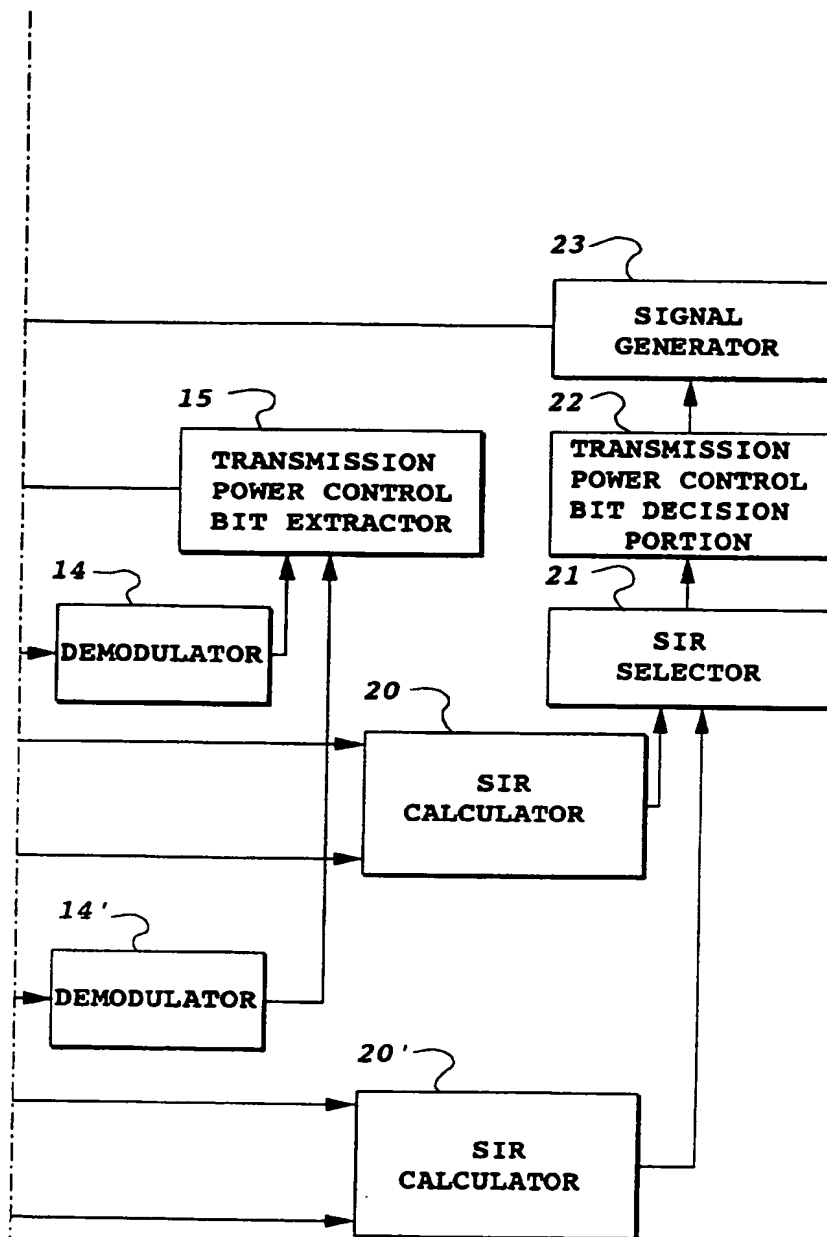 23
SIGNAL
GENERATOR
15
22
TRANSMISSION
POWER CONTROL
BIT EXTRACTOR
TRANSMISSION
POWER CONTROL
BIT DECISION
PORTION
14
21
DEMODULATOR
SIR
SELECTOR
20
SIR
CALCULATOR
14'
DEMODULATOR
20'
SIR
CALCULATOR